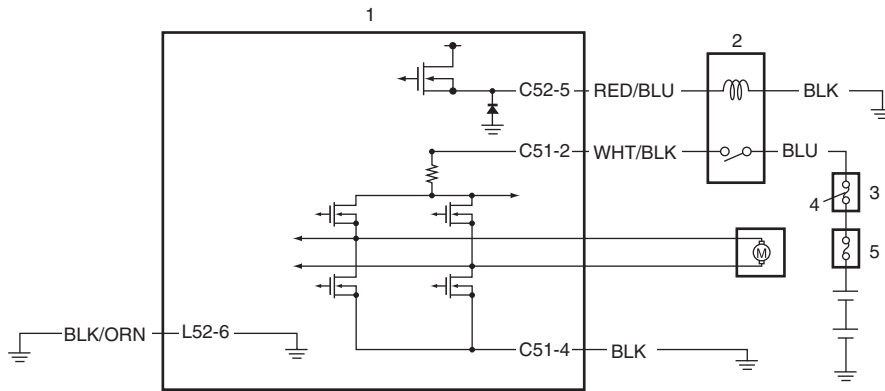 1
2
C52-5 RED/BLU BLK
C51-2 WHT/BLK BLU
3
4
M
5
BLK/ORN L52-6
C51-4 BLK